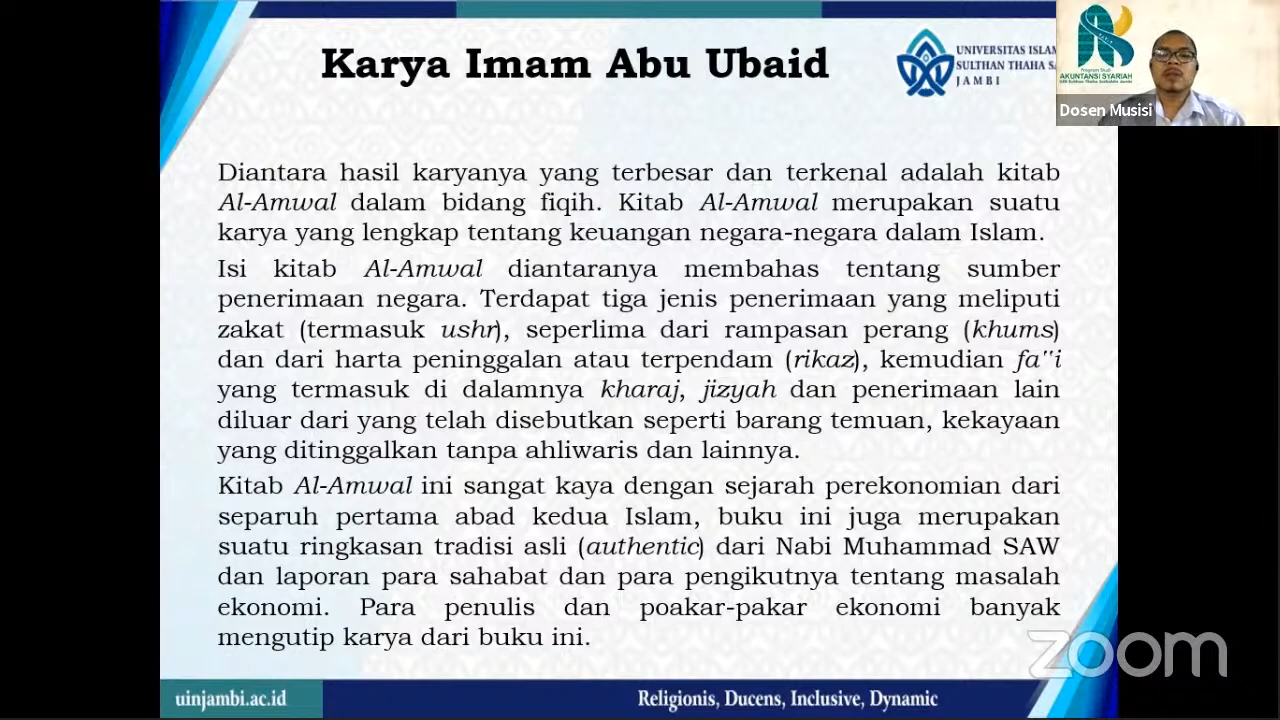 Karya Imam Abu Ubaid
UNIVERSITAS ISLAM
SULTHAN THAHA
JAMBI
Program Studi
AKUNTANSI SYARIAH
Dosen Musisi
Diantara hasil karyanya yang terbesar dan terkenal adalah kitab
Al-Amwal dalam bidang fiqih. Kitab Al-Amwal merupakan suatu
karya yang lengkap tentang keuangan negara-negara dalam Islam.
Isi kitab Al-Amwal diantaranya membahas tentang sumber
penerimaan negara. Terdapat tiga jenis penerimaan yang meliputi
zakat (termasuk ushr), seperlima dari rampasan perang (khums)
dan dari harta peninggalan atau terpendam (rikaz), kemudian fa''i
yang termasuk di dalamnya kharaj, jizyah dan penerimaan lain
diluar dari yang telah disebutkan seperti barang temuan, kekayaan
yang ditinggalkan tanpa ahliwaris dan lainnya.
Kitab Al-Amwal ini sangat kaya dengan sejarah perekonomian dari
separuh pertama abad kedua Islam, buku ini juga merupakan
suatu ringkasan tradisi asli (authentic) dari Nabi Muhammad SAW
dan laporan para sahabat dan para pengikutnya tentang masalah
ekonomi. Para penulis dan poakar-pakar ekonomi banyak
mengutip karya dari buku ini.
zoom
uinjambi.ac.id
Religionis, Ducens, Inclusive, Dynamic